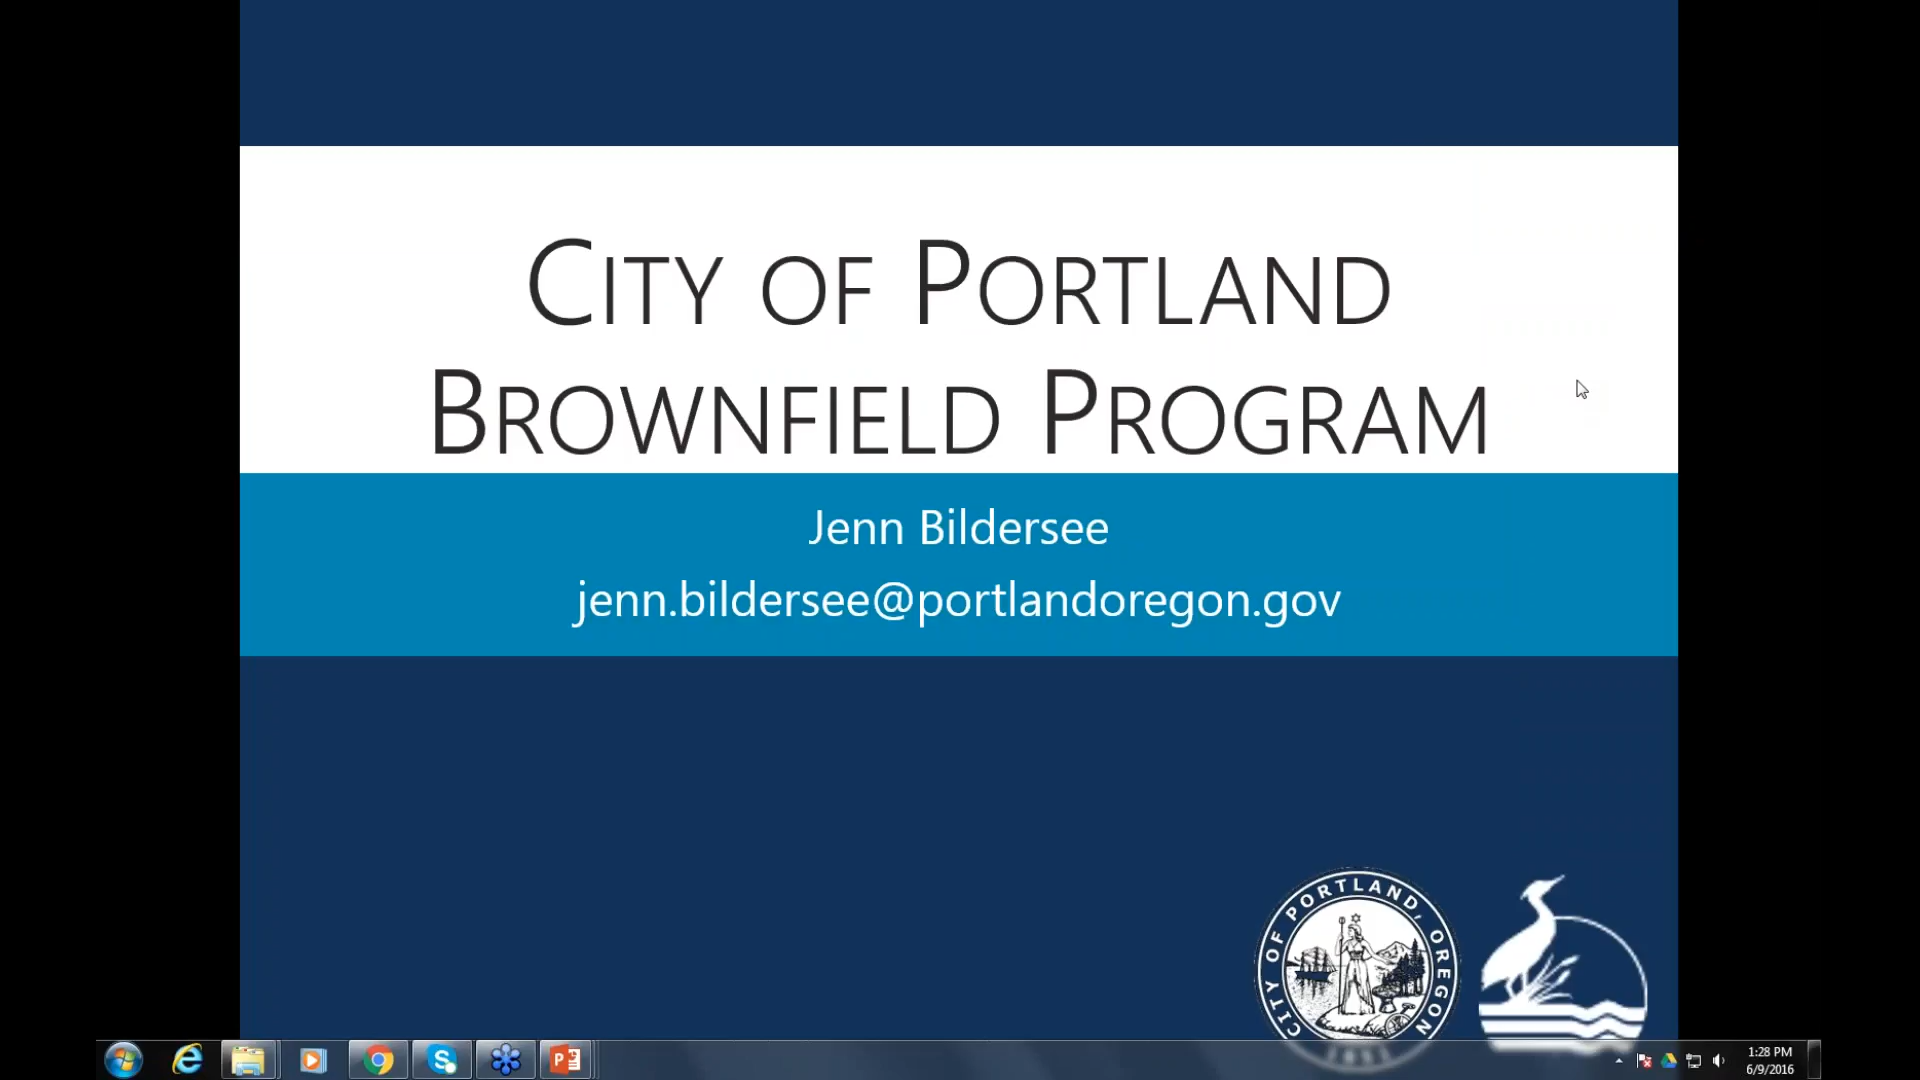 City of Portland
Brownfield Program
Jenn Bildersee
jenn.bildersee@portlandoregon.gov
CITY OF PORTLAND, OREGON
1851
1:28 PM
6/9/2016